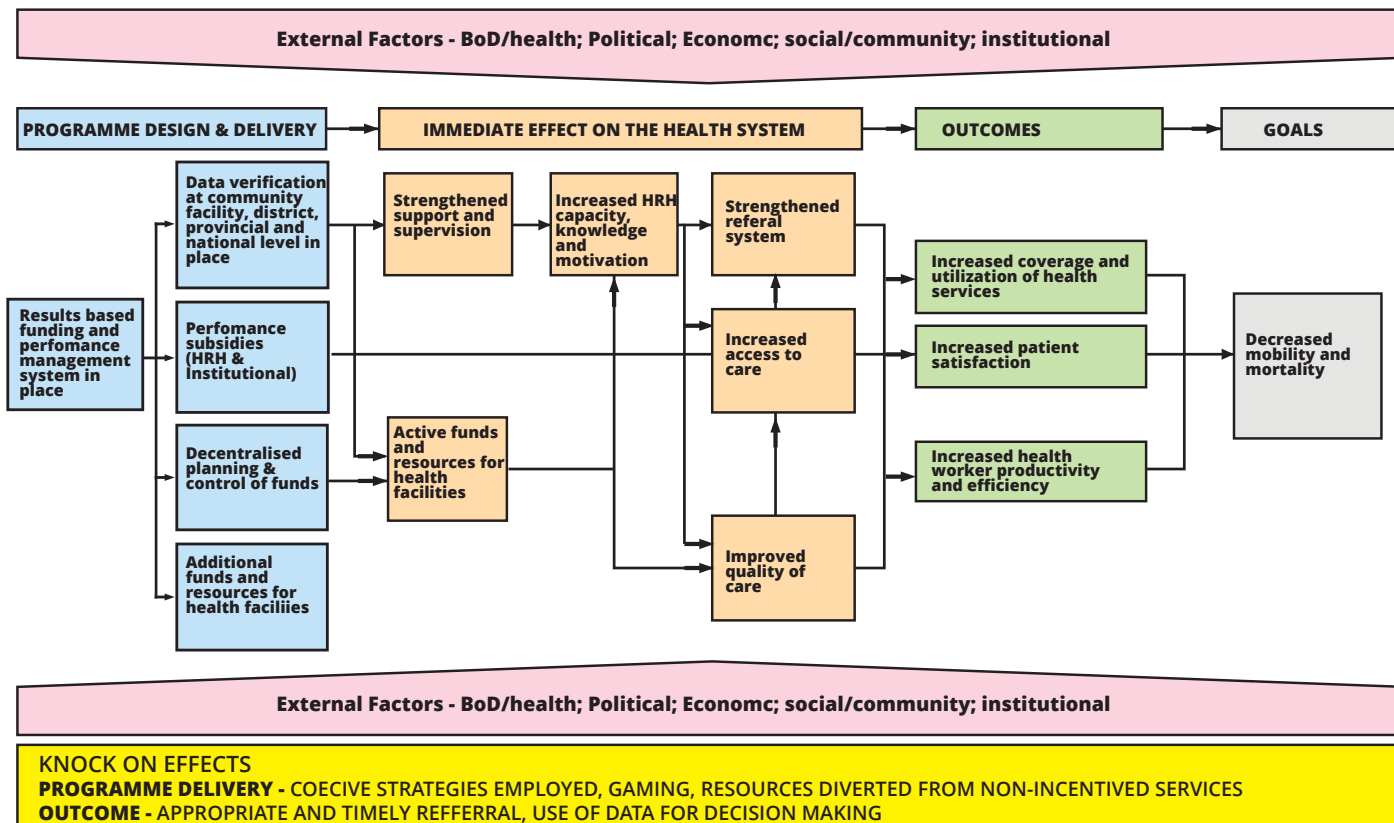 External Factors - BoD/health; Political; Economc; social/community; institutional
PROGRAMME DESIGN & DELIVERY
IMMEDIATE EFFECT ON THE HEALTH SYSTEM
OUTCOMES
GOALS
Results based
funding and
perfomance
management
system in
place
Data verification
at community
facility, district,
provincial and
national level in
place
Perfomance
subsidies
(HRH &
Institutional)
Decentralised
planning &
control of funds
Additional
funds and
resources for
health faciliies
Strengthened
support and
supervision
Active funds
and
resources for
health
facilities
Increased HRH
capacity,
knowledge
and
motivation
Strengthened
referal
system
Increased
access to
care
Improved
quality of
care
Increased coverage and
utilization of health
services
Increased patient
satisfaction
Increased health
worker productivity
and efficiency
Decreased
mobility and
mortality
External Factors - BoD/health; Political; Economc; social/community; institutional
KNOCK ON EFFECTS
PROGRAMME DELIVERY - COECIVE STRATEGIES EMPLOYED, GAMING, RESOURCES DIVERTED FROM NON-INCENTIVED SERVICES
OUTCOME - APPROPRIATE AND TIMELY REFFERRAL, USE OF DATA FOR DECISION MAKING